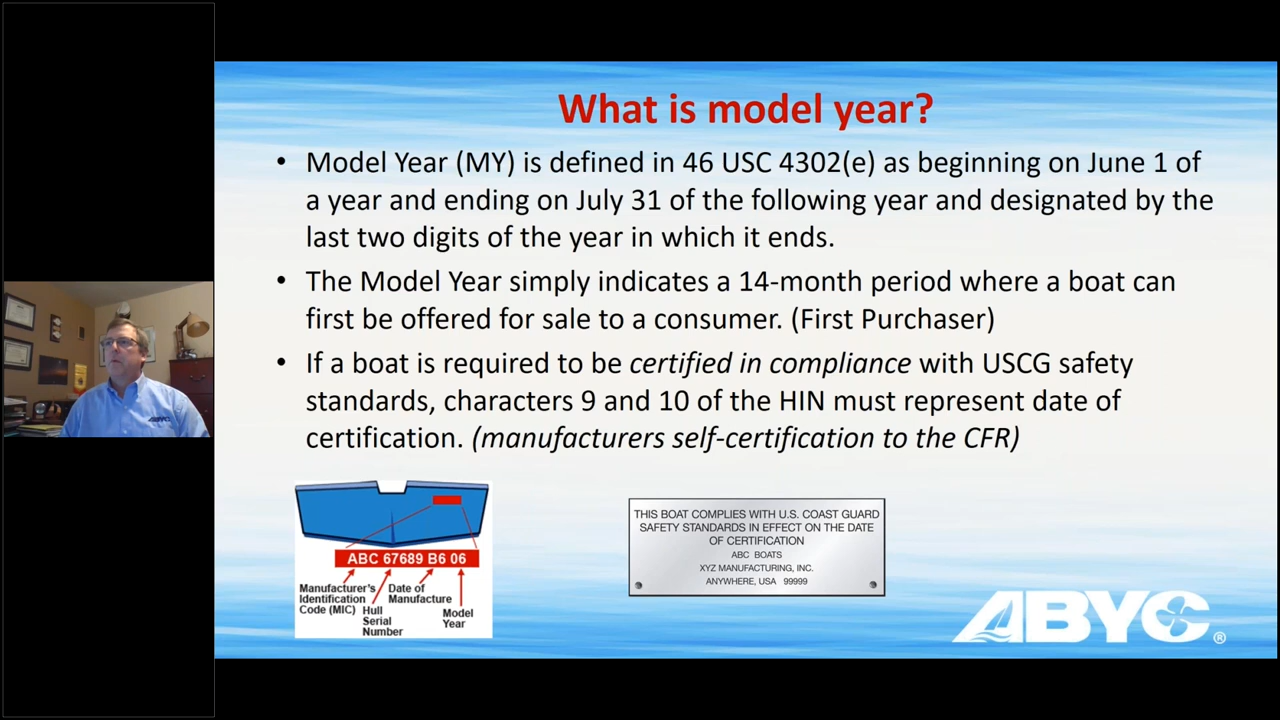 What is model year?
• Model Year (MY) is defined in 46 USC 4302(e) as beginning on June 1 of
a year and ending on July 31 of the following year and designated by the
last two digits of the year in which it ends.
• The Model Year simply indicates a 14-month period where a boat can
first be offered for sale to a consumer. (First Purchaser)
• If a boat is required to be certified in compliance with USCG safety
standards, characters 9 and 10 of the HIN must represent date of
certification. (manufacturers self-certification to the CFR)
ABC 67689 B6 06
Manufacturer's
Identification
Code (MIC)
Hull
Serial
Number
Date of
Manufacture
Model
Year
THIS BOAT COMPLIES WITH U.S. COAST GUARD
SAFETY STANDARDS IN EFFECT ON THE DATE
OF CERTIFICATION
ABC BOATS
XYZ MANUFACTURING, INC.
ANYWHERE, USA 99999
ABYC®
ABYC